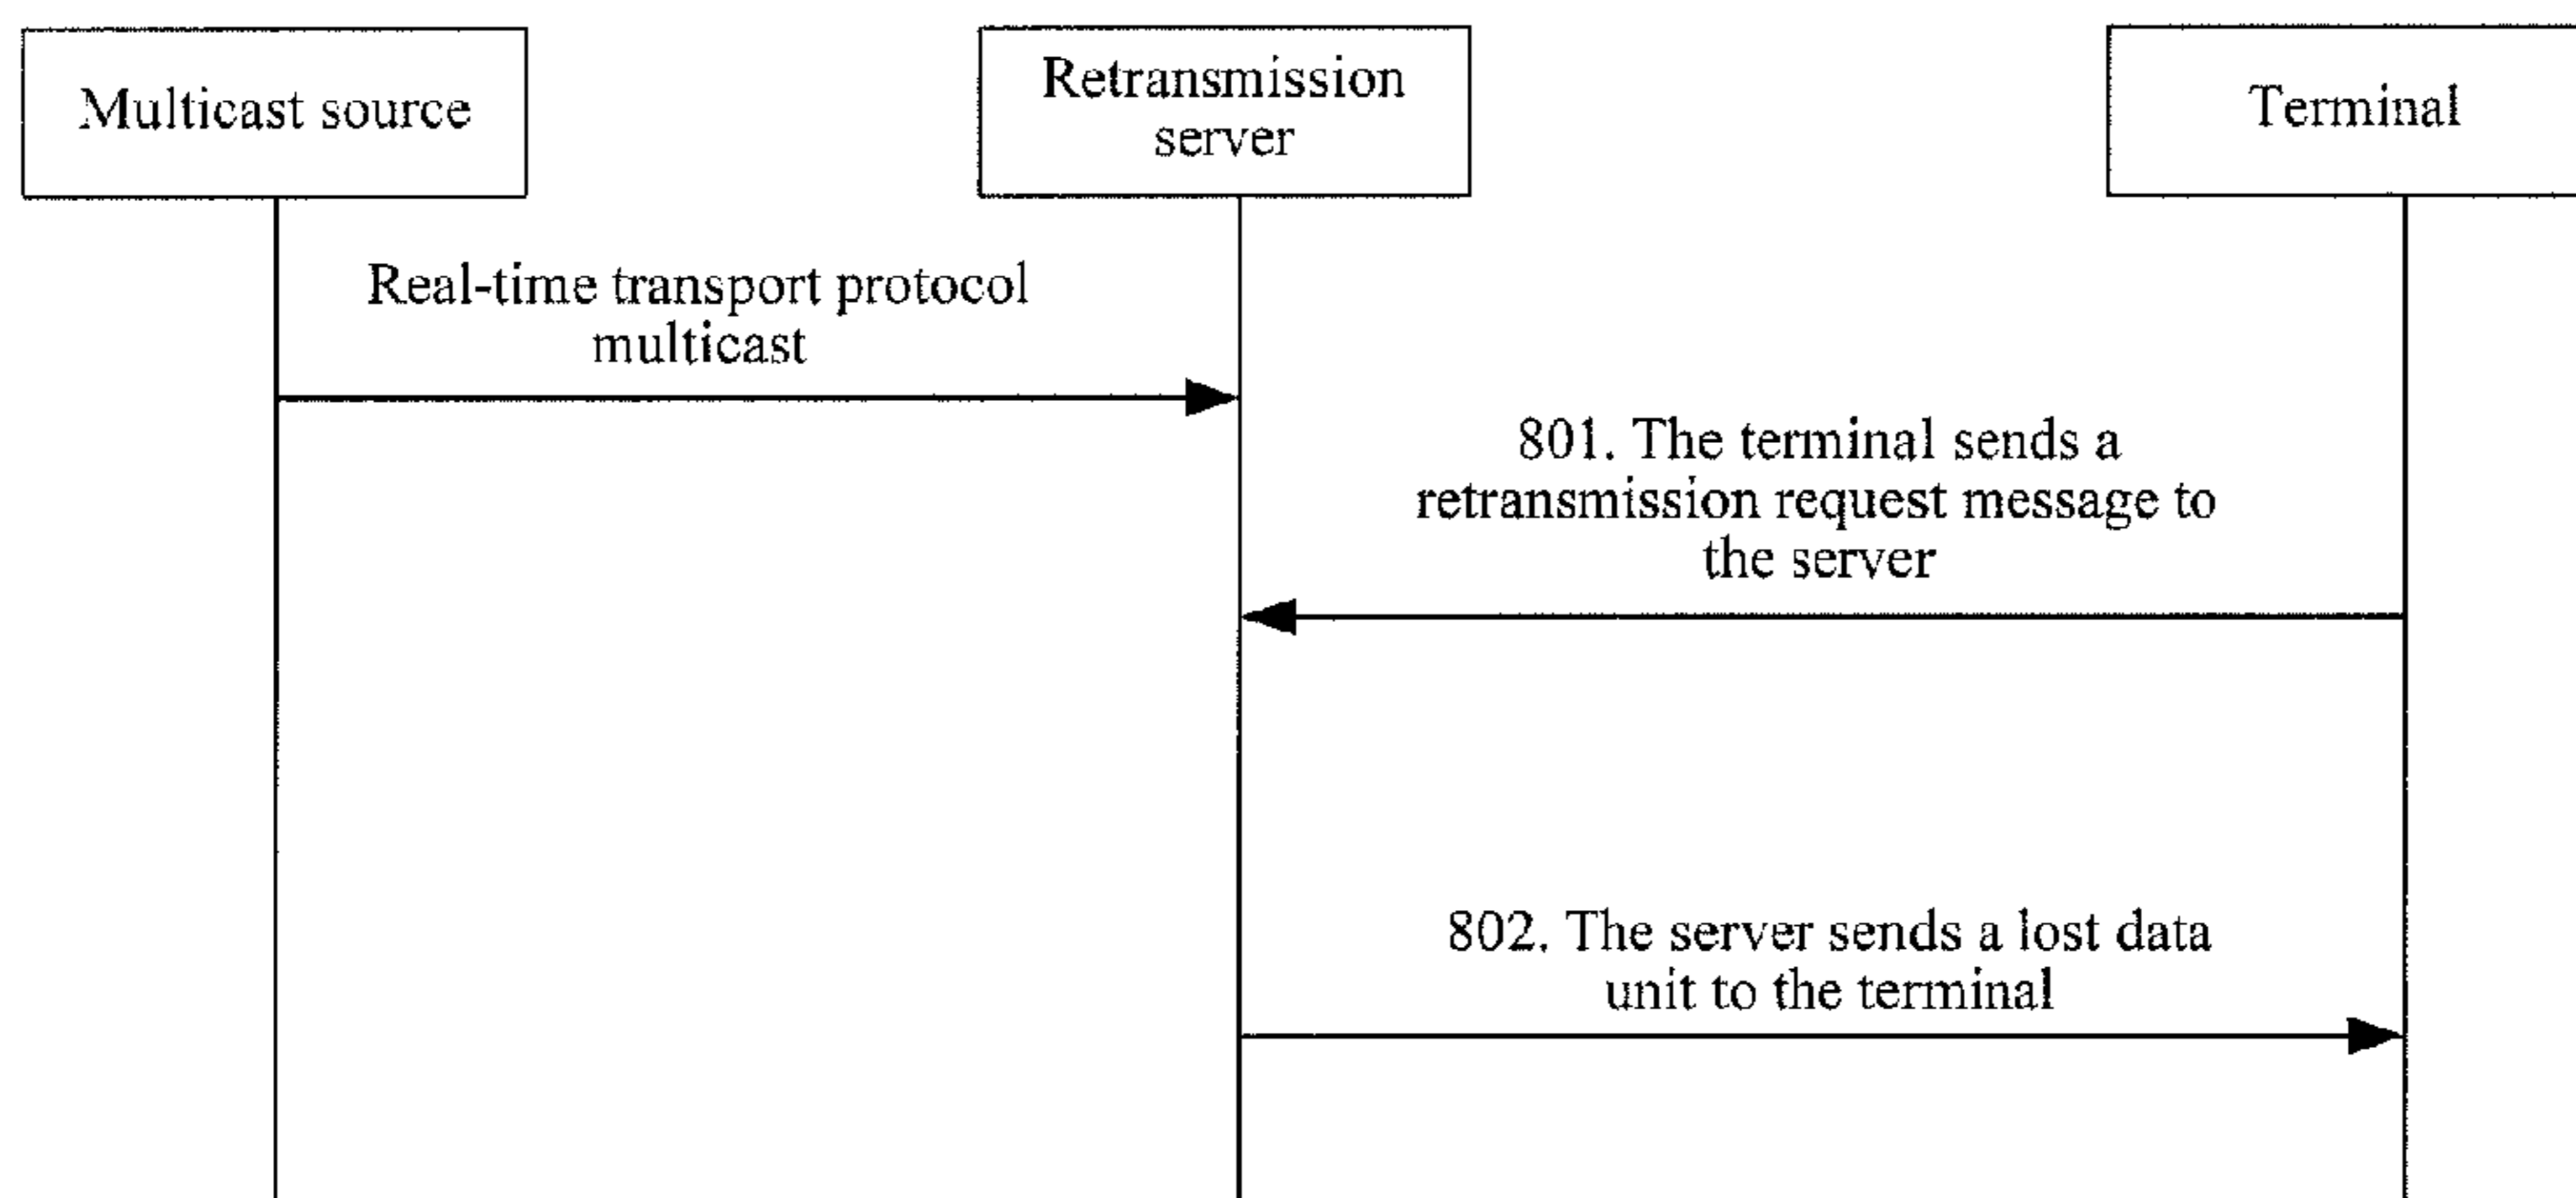 Multicast source
Retransmission
server
Terminal
Real-time transport protocol
multicast
801. The terminal sends a
retransmission request message to
the server
802. The server sends a lost data
unit to the terminal